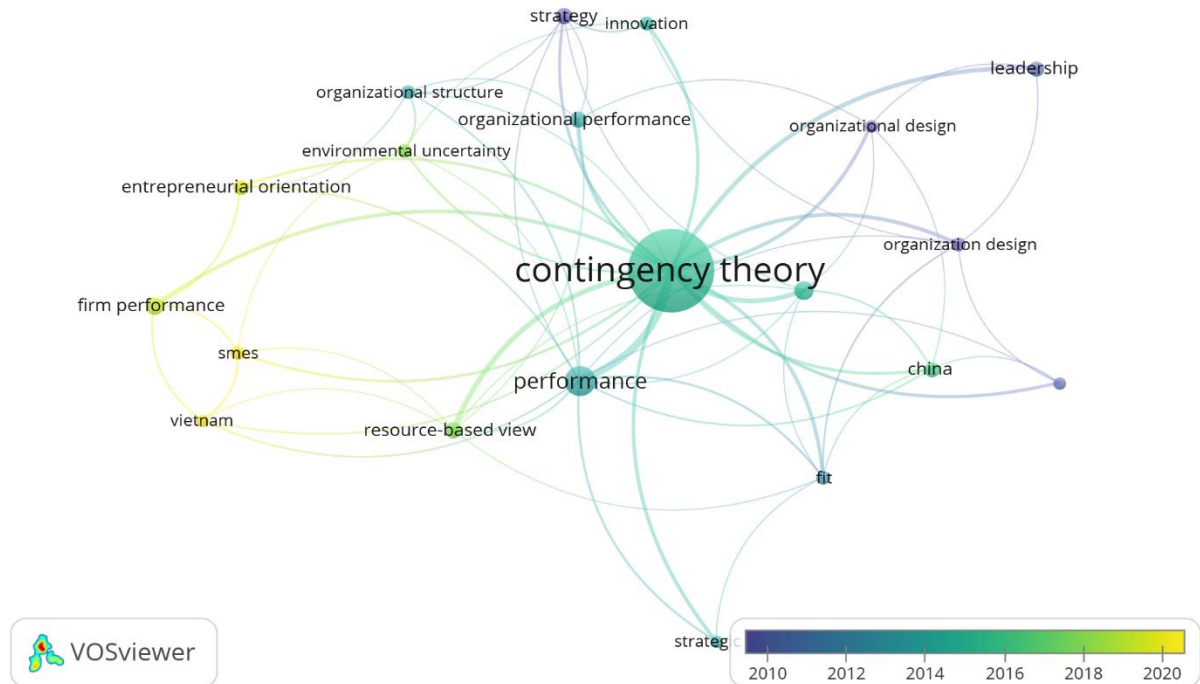 strategy
innovation
leadership
organizational structure
organizational performance
organizational design
environmental uncertainty
entrepreneurial orientation
organization design
contingency theory
firm performance
smes
china
performance
vietnam
resource-based view
fit
strategic
VOSviewer
2010 2012 2014 2016 2018 2020